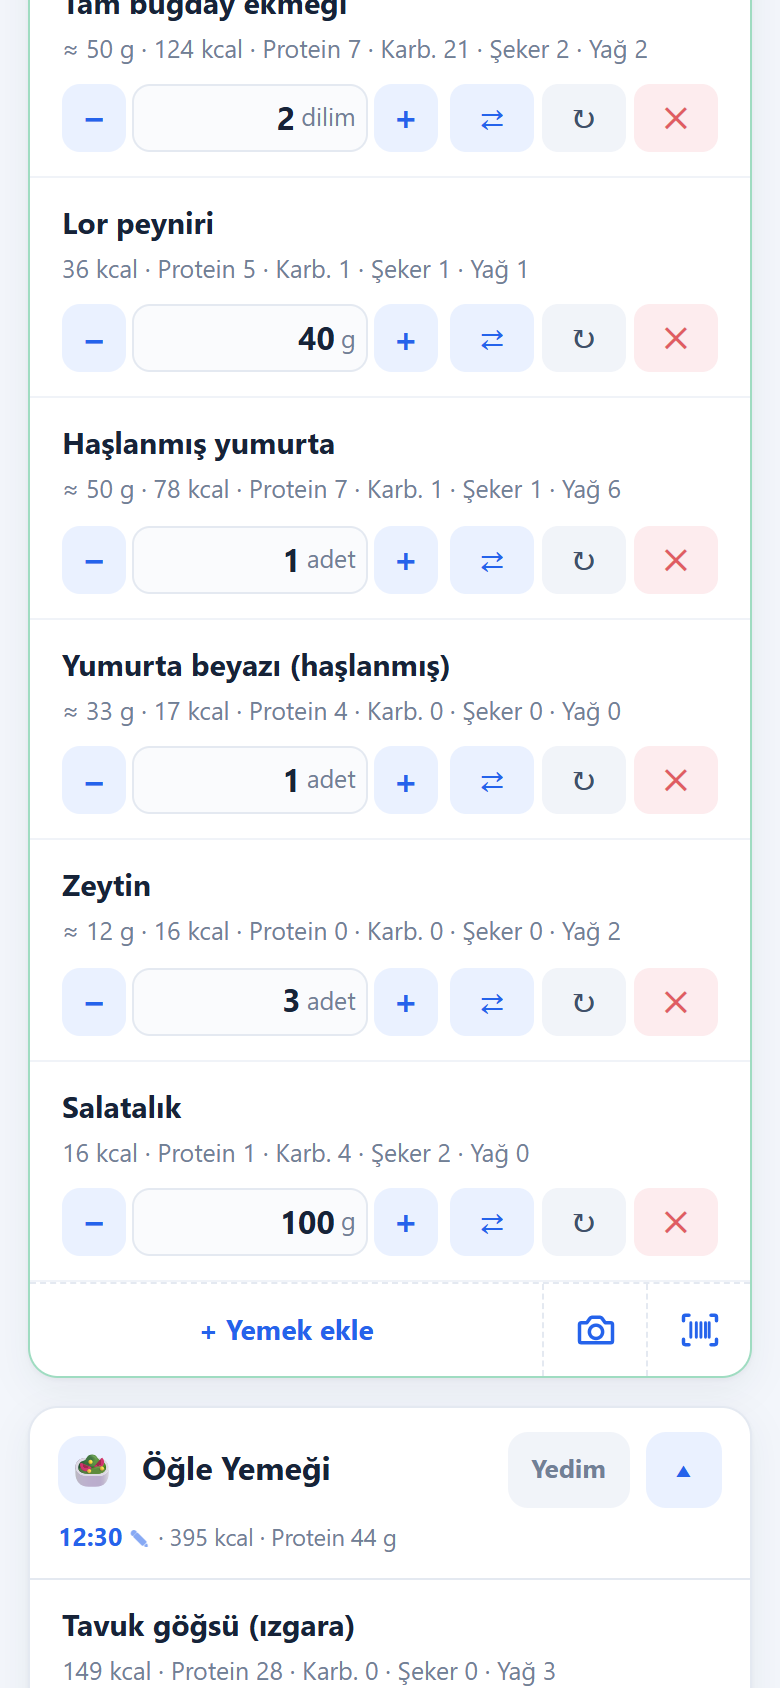 Tam buğday ekmeği
≈ 50 g · 124 kcal · Protein 7 · Karb. 21 · Şeker 2 · Yağ 2
− 2 dilim + ⇄ ↻ ✕
Lor peyniri
36 kcal · Protein 5 · Karb. 1 · Şeker 1 · Yağ 1
− 40 g + ⇄ ↻ ✕
Haşlanmış yumurta
≈ 50 g · 78 kcal · Protein 7 · Karb. 1 · Şeker 1 · Yağ 6
− 1 adet + ⇄ ↻ ✕
Yumurta beyazı (haşlanmış)
≈ 33 g · 17 kcal · Protein 4 · Karb. 0 · Şeker 0 · Yağ 0
− 1 adet + ⇄ ↻ ✕
Zeytin
≈ 12 g · 16 kcal · Protein 0 · Karb. 0 · Şeker 0 · Yağ 2
− 3 adet + ⇄ ↻ ✕
Salatalık
16 kcal · Protein 1 · Karb. 4 · Şeker 2 · Yağ 0
− 100 g + ⇄ ↻ ✕
+ Yemek ekle
Öğle Yemeği Yedim ▲
12:30 · 395 kcal · Protein 44 g
Tavuk göğsü (ızgara)
149 kcal · Protein 28 · Karb. 0 · Şeker 0 · Yağ 3